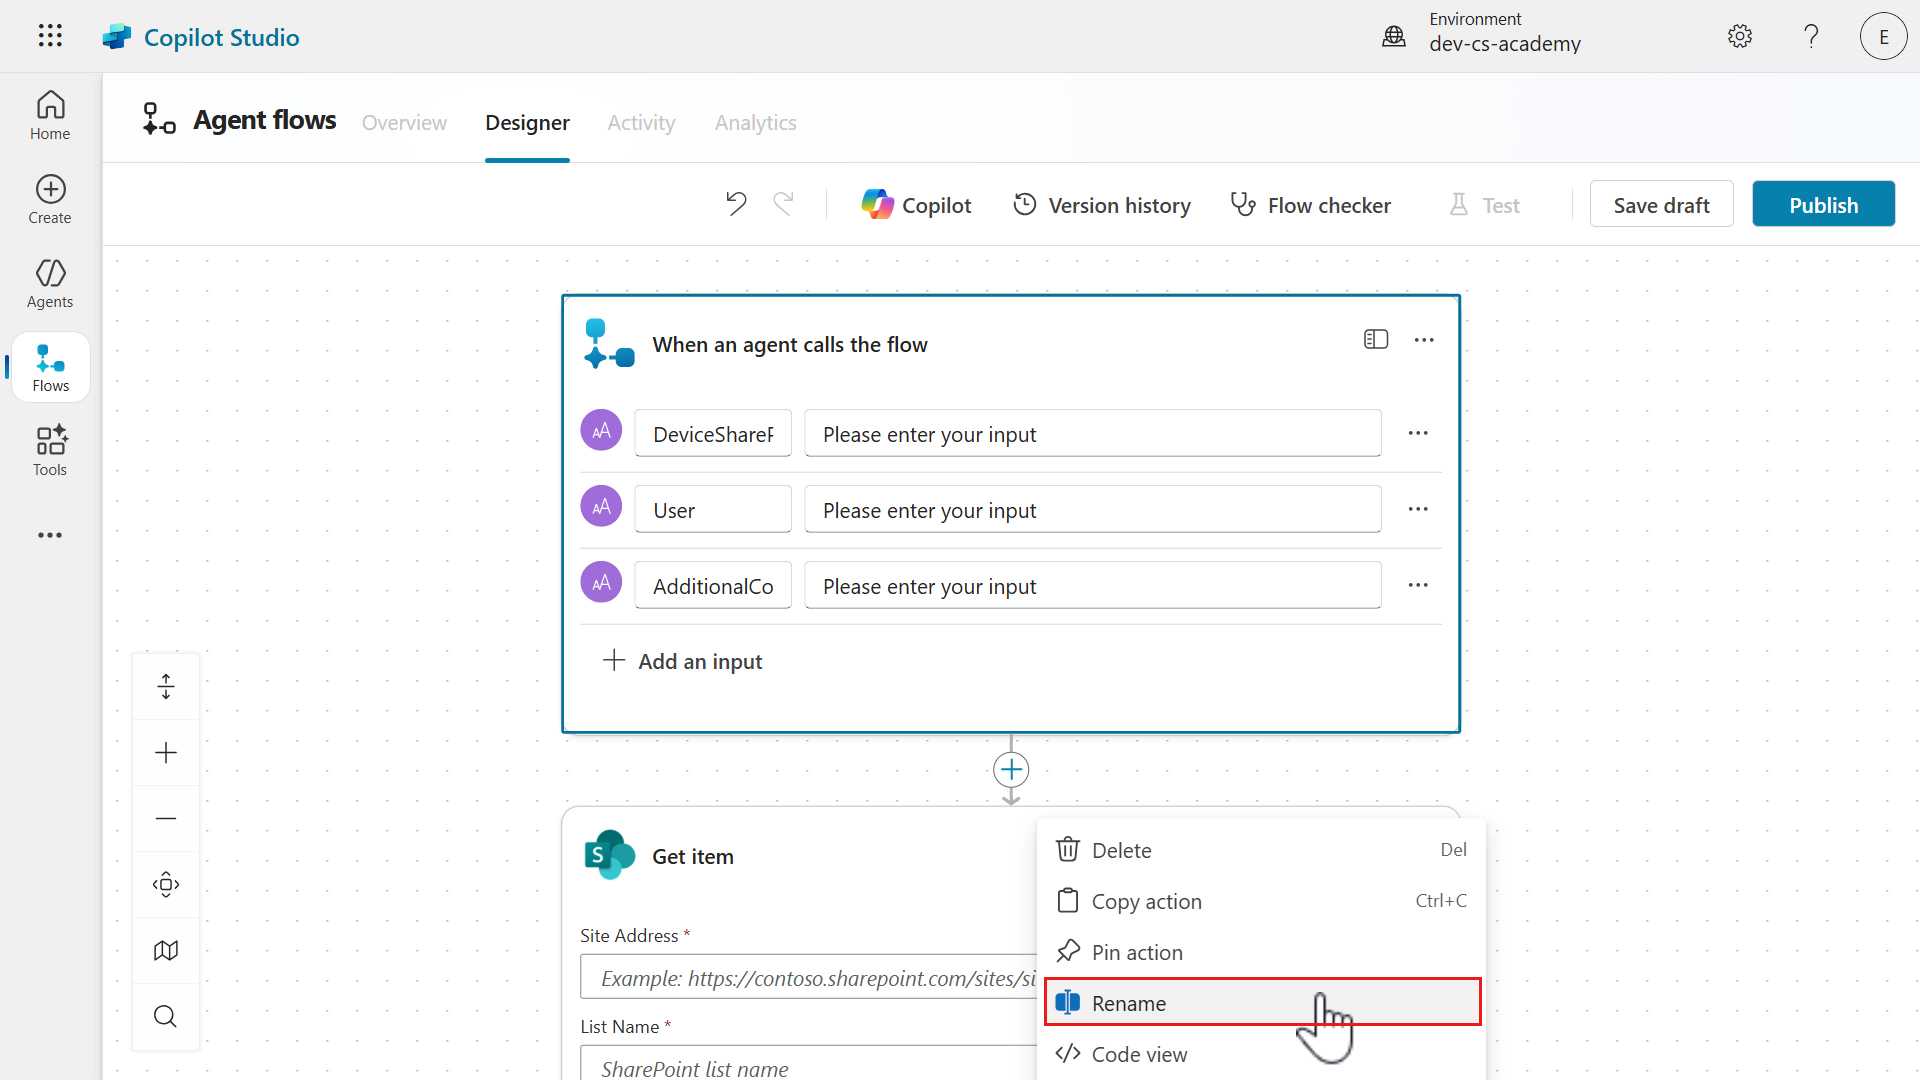 Copilot Studio
Environment
dev-cs-academy
E
Home
Create
Agents
Flows
Tools
Agent flows
Overview
Designer
Activity
Analytics
Copilot
Version history
Flow checker
Test
Save draft
Publish
When an agent calls the flow
DeviceShareP
Please enter your input
User
Please enter your input
AdditionalCo
Please enter your input
Add an input
Get item
Site Address *
Example: https://contoso.sharepoint.com/sites/si
List Name *
SharePoint list name
Delete Del
Copy action Ctrl+C
Pin action
Rename
Code view